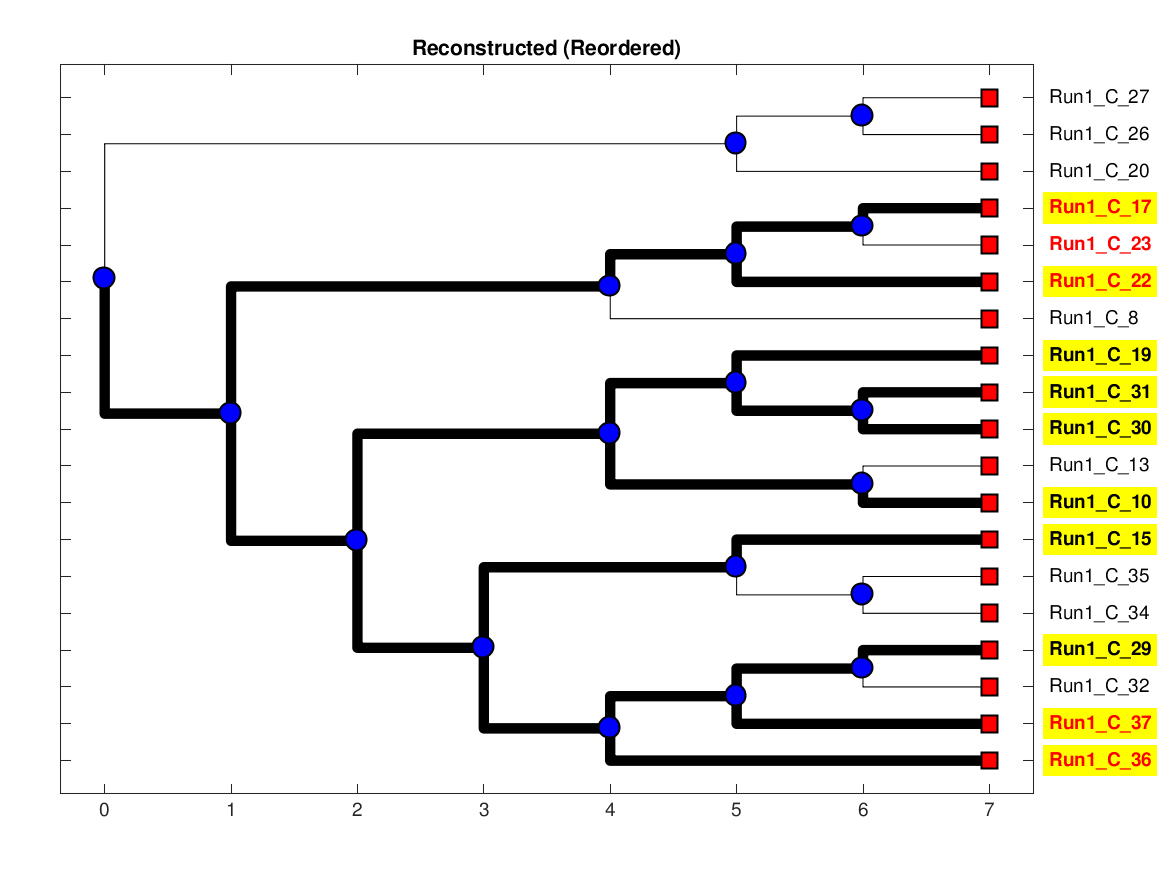 Reconstructed (Reordered)
Run1_C_27
Run1_C_26
Run1_C_20
Run1_C_17
Run1_C_23
Run1_C_22
Run1_C_8
Run1_C_19
Run1_C_31
Run1_C_30
Run1_C_13
Run1_C_10
Run1_C_15
Run1_C_35
Run1_C_34
Run1_C_29
Run1_C_32
Run1_C_37
Run1_C_36
0 1 2 3 4 5 6 7